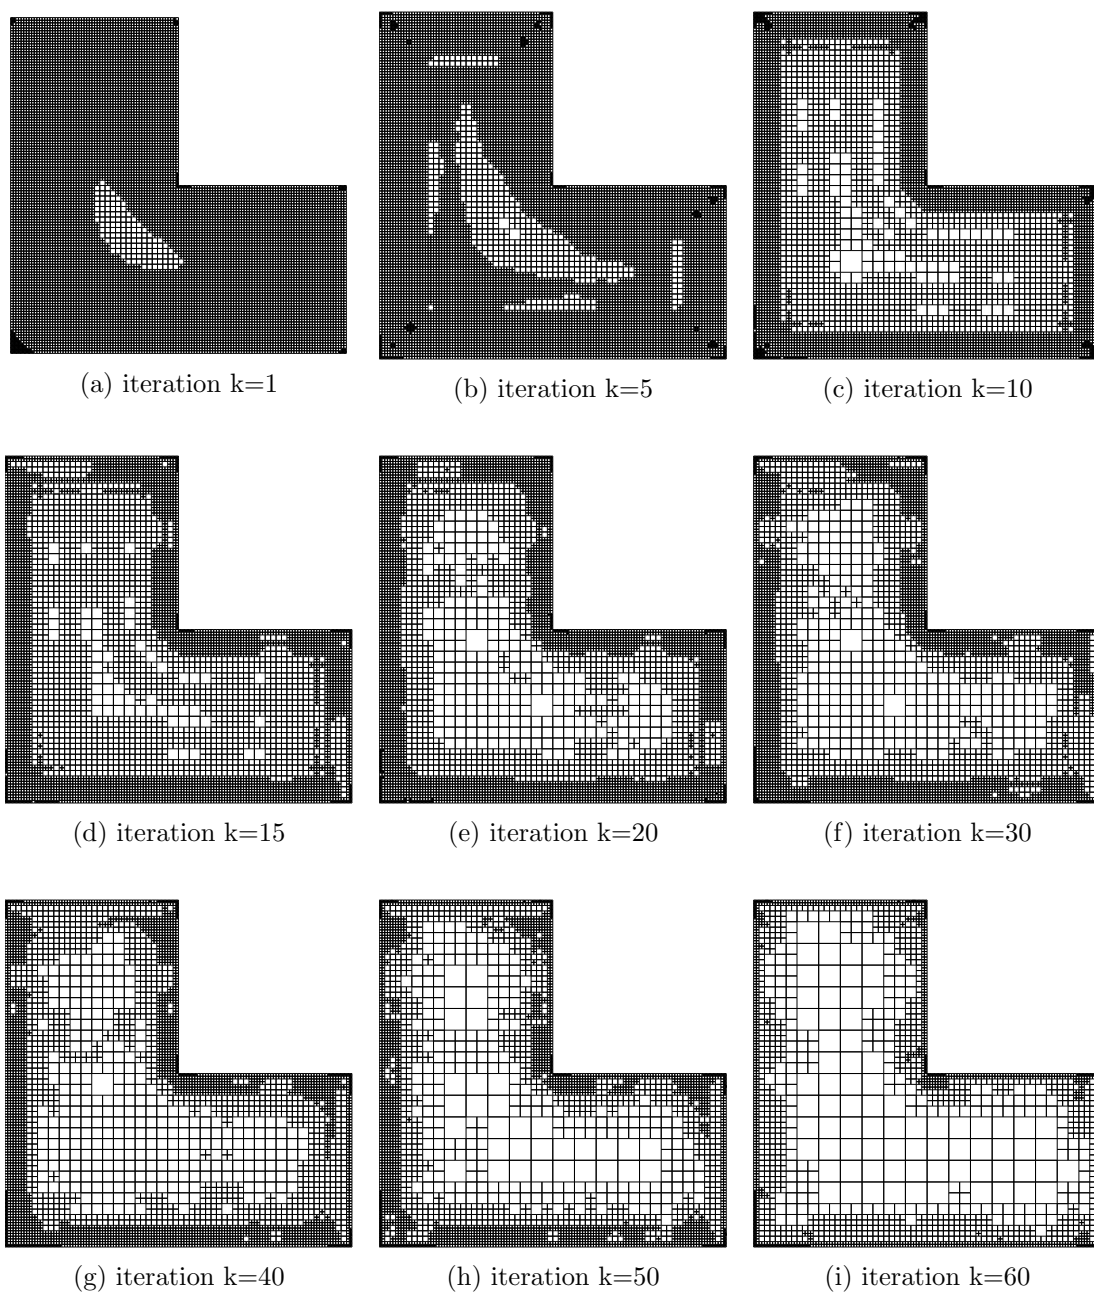 (a) iteration k=1
(b) iteration k=5
(c) iteration k=10
(d) iteration k=15
(e) iteration k=20
(f) iteration k=30
(g) iteration k=40
(h) iteration k=50
(i) iteration k=60